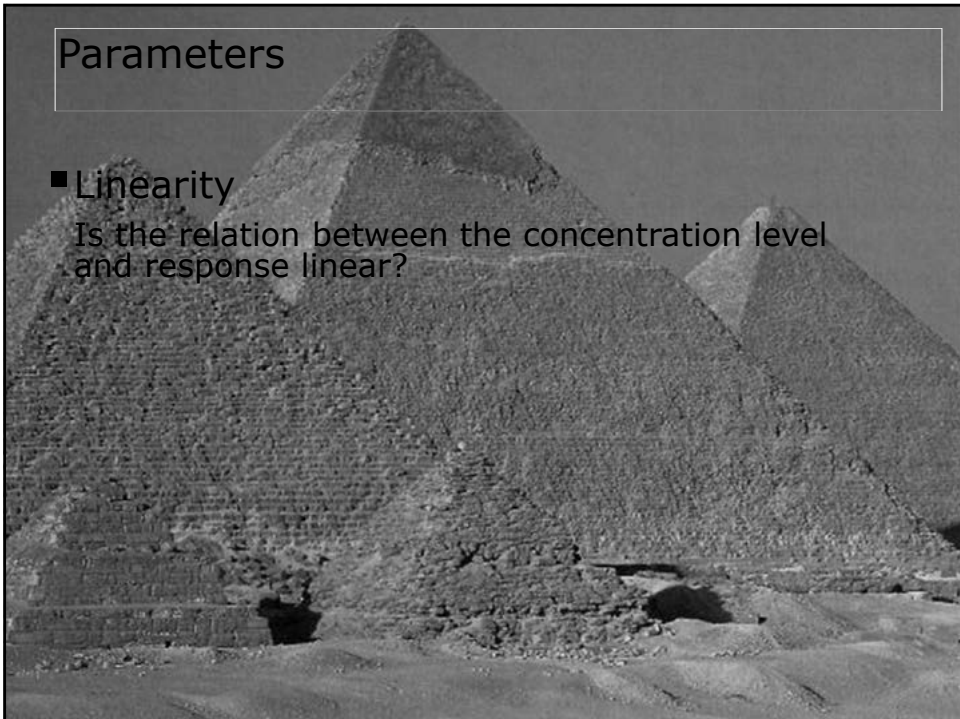 Parameters
■ Linearity
Is the relation between the concentration level
and response linear?